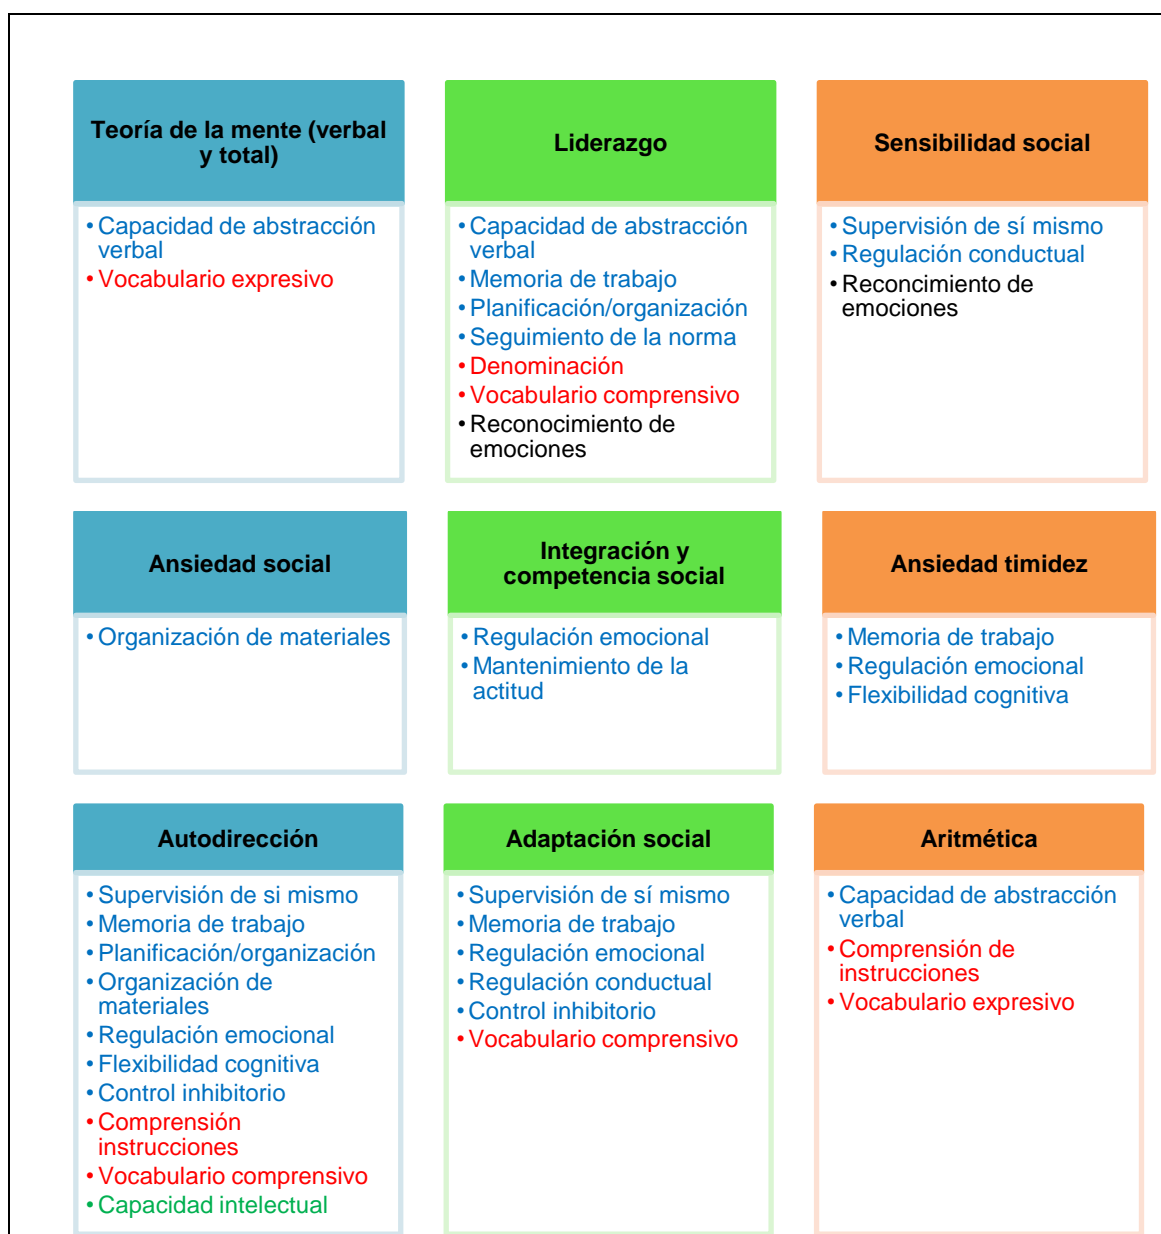 Teoría de la mente (verbal
y total)
• Capacidad de abstracción
verbal
• Vocabulario expresivo
Liderazgo
• Capacidad de abstracción
verbal
• Memoria de trabajo
• Planificación/organización
• Seguimiento de la norma
• Denominación
• Vocabulario comprensivo
• Reconocimiento de
emociones
Sensibilidad social
• Supervisión de sí mismo
• Regulación conductual
• Reconcimiento de
emociones
Ansiedad social
• Organización de materiales
Integración y
competencia social
• Regulación emocional
• Mantenimiento de la
actitud
Ansiedad timidez
• Memoria de trabajo
• Regulación emocional
• Flexibilidad cognitiva
Autodirección
• Supervisión de si mismo
• Memoria de trabajo
• Planificación/organización
• Organización de
materiales
• Regulación emocional
• Flexibilidad cognitiva
• Control inhibitorio
• Comprensión
instrucciones
• Vocabulario comprensivo
• Capacidad intelectual
Adaptación social
• Supervisión de sí mismo
• Memoria de trabajo
• Regulación emocional
• Regulación conductual
• Control inhibitorio
• Vocabulario comprensivo
Aritmética
• Capacidad de abstracción
verbal
• Comprensión de
instrucciones
• Vocabulario expresivo